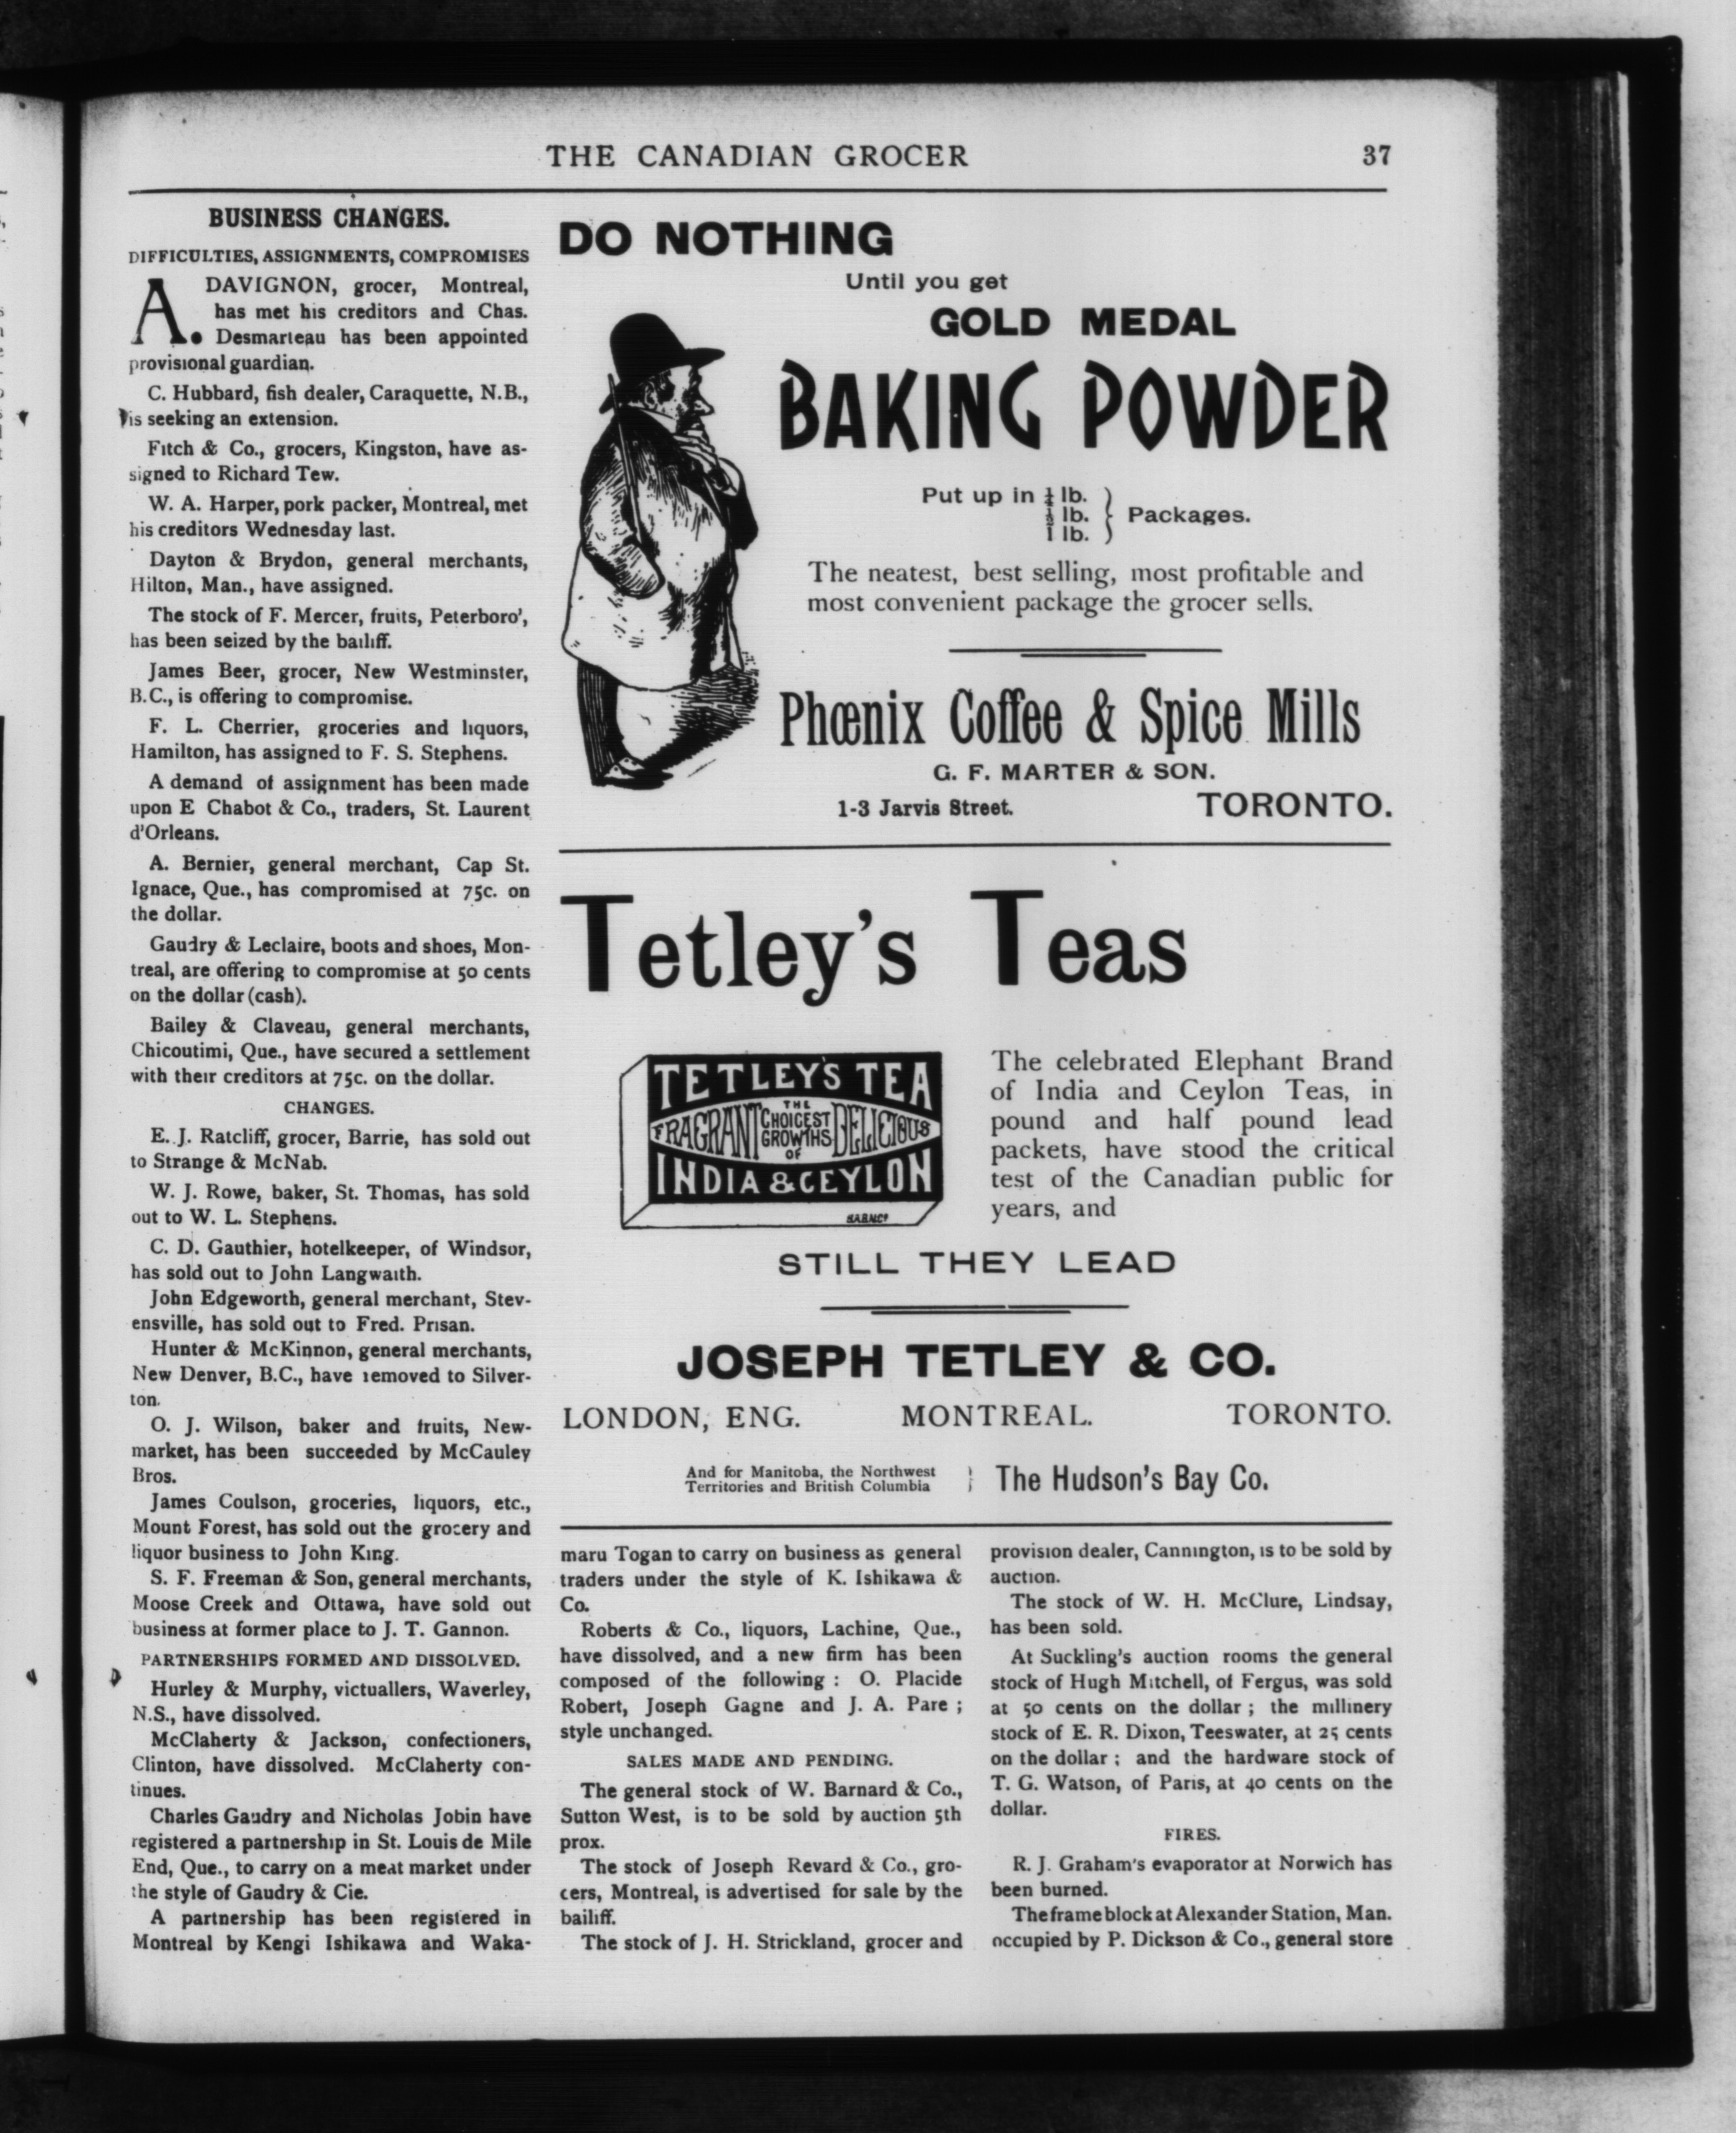 THE CANADIAN GROCER 37
BUSINESS CHANGES.
DIFFICULTIES, ASSIGNMENTS, COMPROMISES
A. DAVIGNON, grocer, Montreal,
has met his creditors and Chas.
Desmarteau has been appointed
provisional guardian.
C. Hubbard, fish dealer, Caraquette, N.B.,
is seeking an extension.
Fitch & Co., grocers, Kingston, have as-
signed to Richard Tew.
W. A. Harper, pork packer, Montreal, met
his creditors Wednesday last.
Dayton & Brydon, general merchants,
Hilton, Man., have assigned.
The stock of F. Mercer, fruits, Peterboro',
has been seized by the bailiff.
James Beer, grocer, New Westminster,
B.C., is offering to compromise.
F. L. Cherrier, groceries and liquors,
Hamilton, has assigned to F. S. Stephens.
A demand of assignment has been made
upon E Chabot & Co., traders, St. Laurent
d'Orleans.
A. Bernier, general merchant, Cap St.
Ignace, Que., has compromised at 75c. on
the dollar.
Gaudry & Leclaire, boots and shoes, Mon-
treal, are offering to compromise at 50 cents
on the dollar (cash).
Bailey & Claveau, general merchants,
Chicoutimi, Que., have secured a settlement
with their creditors at 75c. on the dollar.
CHANGES.
E. J. Ratcliff, grocer, Barrie, has sold out
to Strange & McNab.
W. J. Rowe, baker, St. Thomas, has sold
out to W. L. Stephens.
C. D. Gauthier, hotelkeeper, of Windsor,
has sold out to John Langwaith.
John Edgeworth, general merchant, Stev-
ensville, has sold out to Fred. Prisan.
Hunter & McKinnon, general merchants,
New Denver, B.C., have removed to Silver-
ton.
O. J. Wilson, baker and fruits, New-
market, has been succeeded by McCauley
Bros.
James Coulson, groceries, liquors, etc.,
Mount Forest, has sold out the grocery and
liquor business to John King.
S. F. Freeman & Son, general merchants,
Moose Creek and Ottawa, have sold out
business at former place to J. T. Gannon.
PARTNERSHIPS FORMED AND DISSOLVED.
Hurley & Murphy, victuallers, Waverley,
N.S., have dissolved.
McClaherty & Jackson, confectioners,
Clinton, have dissolved. McClaherty con-
tinues.
Charles Gaudry and Nicholas Jobin have
registered a partnership in St. Louis de Mile
End, Que., to carry on a meat market under
the style of Gaudry & Cie.
A partnership has been registered in
Montreal by Kengi Ishikawa and Waka-
DO NOTHING
Until you get
GOLD MEDAL
BAKING POWDER
Put up in ¼ lb.
½ lb. } Packages.
1 lb.
The neatest, best selling, most profitable and
most convenient package the grocer sells.
Phœnix Coffee & Spice Mills
G. F. MARTER & SON.
1-3 Jarvis Street. TORONTO.
Tetley's Teas
TETLEY'S TEA
FRAGRANT THE CHOICEST GROWTHS OF DELICIOUS
INDIA & CEYLON
The celebrated Elephant Brand
of India and Ceylon Teas, in
pound and half pound lead
packets, have stood the critical
test of the Canadian public for
years, and
STILL THEY LEAD
JOSEPH TETLEY & CO.
LONDON, ENG. MONTREAL. TORONTO.
And for Manitoba, the Northwest
Territories and British Columbia } The Hudson's Bay Co.
maru Togan to carry on business as general
traders under the style of K. Ishikawa &
Co.
Roberts & Co., liquors, Lachine, Que.,
have dissolved, and a new firm has been
composed of the following : O. Placide
Robert, Joseph Gagne and J. A. Pare ;
style unchanged.
SALES MADE AND PENDING.
The general stock of W. Barnard & Co.,
Sutton West, is to be sold by auction 5th
prox.
The stock of Joseph Revard & Co., gro-
cers, Montreal, is advertised for sale by the
bailiff.
The stock of J. H. Strickland, grocer and
provision dealer, Cannington, is to be sold by
auction.
The stock of W. H. McClure, Lindsay,
has been sold.
At Suckling's auction rooms the general
stock of Hugh Mitchell, of Fergus, was sold
at 50 cents on the dollar ; the millinery
stock of E. R. Dixon, Teeswater, at 25 cents
on the dollar ; and the hardware stock of
T. G. Watson, of Paris, at 40 cents on the
dollar.
FIRES.
R. J. Graham's evaporator at Norwich has
been burned.
The frame block at Alexander Station, Man.
occupied by P. Dickson & Co., general store